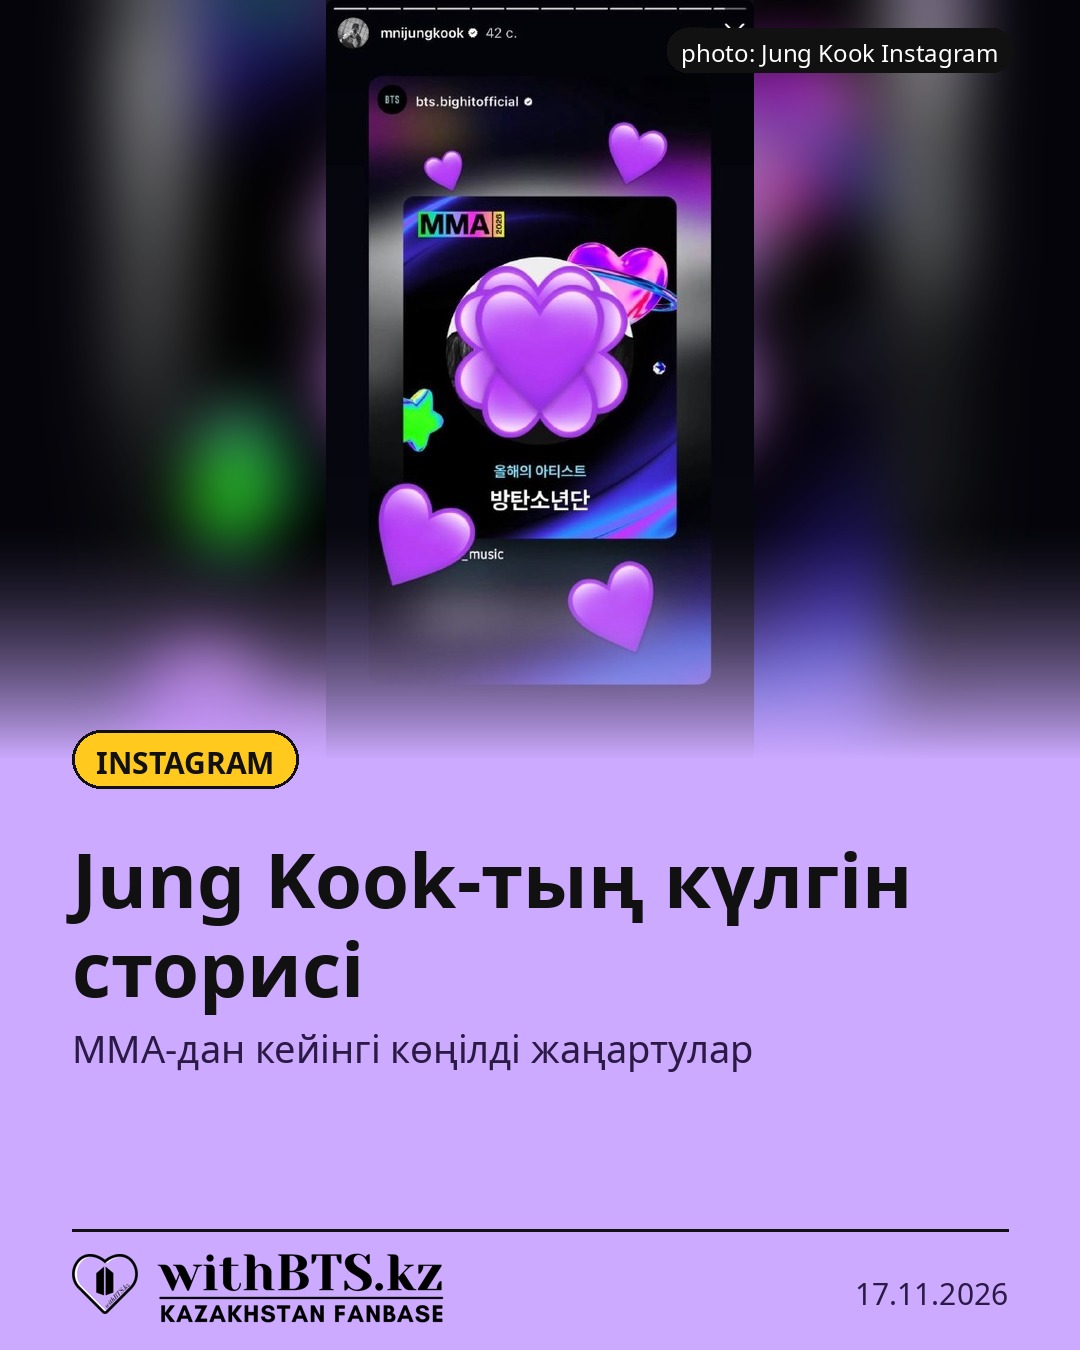 mnijungkook 42 с.
photo: Jung Kook Instagram
BTS bts.bighitofficial
MMA 2026
올해의 아티스트
방탄소년단
_music
INSTAGRAM
Jung Kook-тың күлгін
сторисі
ММА-дан кейінгі көңілді жаңартулар
withBTS.kz
KAZAKHSTAN FANBASE
17.11.2026